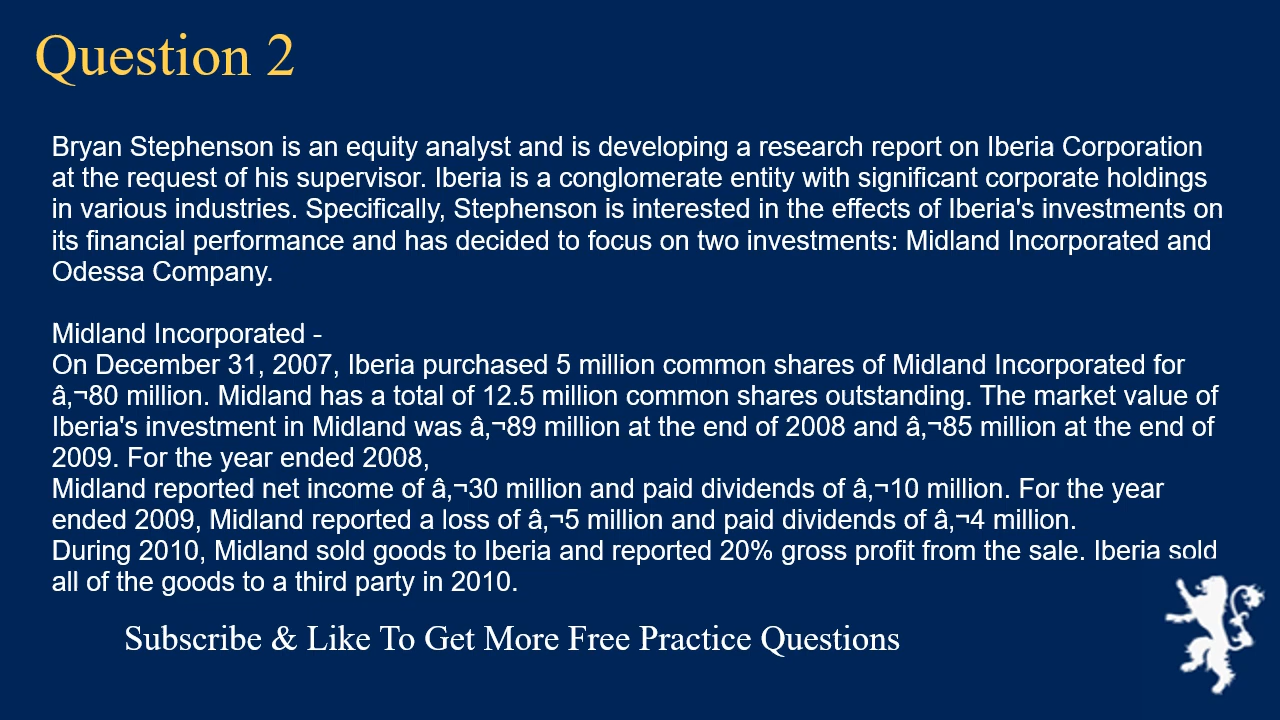 Question 2
Bryan Stephenson is an equity analyst and is developing a research report on Iberia Corporation
at the request of his supervisor. Iberia is a conglomerate entity with significant corporate holdings
in various industries. Specifically, Stephenson is interested in the effects of Iberia's investments on
its financial performance and has decided to focus on two investments: Midland Incorporated and
Odessa Company.
Midland Incorporated -
On December 31, 2007, Iberia purchased 5 million common shares of Midland Incorporated for
â‚¬80 million. Midland has a total of 12.5 million common shares outstanding. The market value of
Iberia's investment in Midland was â‚¬89 million at the end of 2008 and â‚¬85 million at the end of
2009. For the year ended 2008,
Midland reported net income of â‚¬30 million and paid dividends of â‚¬10 million. For the year
ended 2009, Midland reported a loss of â‚¬5 million and paid dividends of â‚¬4 million.
During 2010, Midland sold goods to Iberia and reported 20% gross profit from the sale. Iberia sold
all of the goods to a third party in 2010.
Subscribe & Like To Get More Free Practice Questions